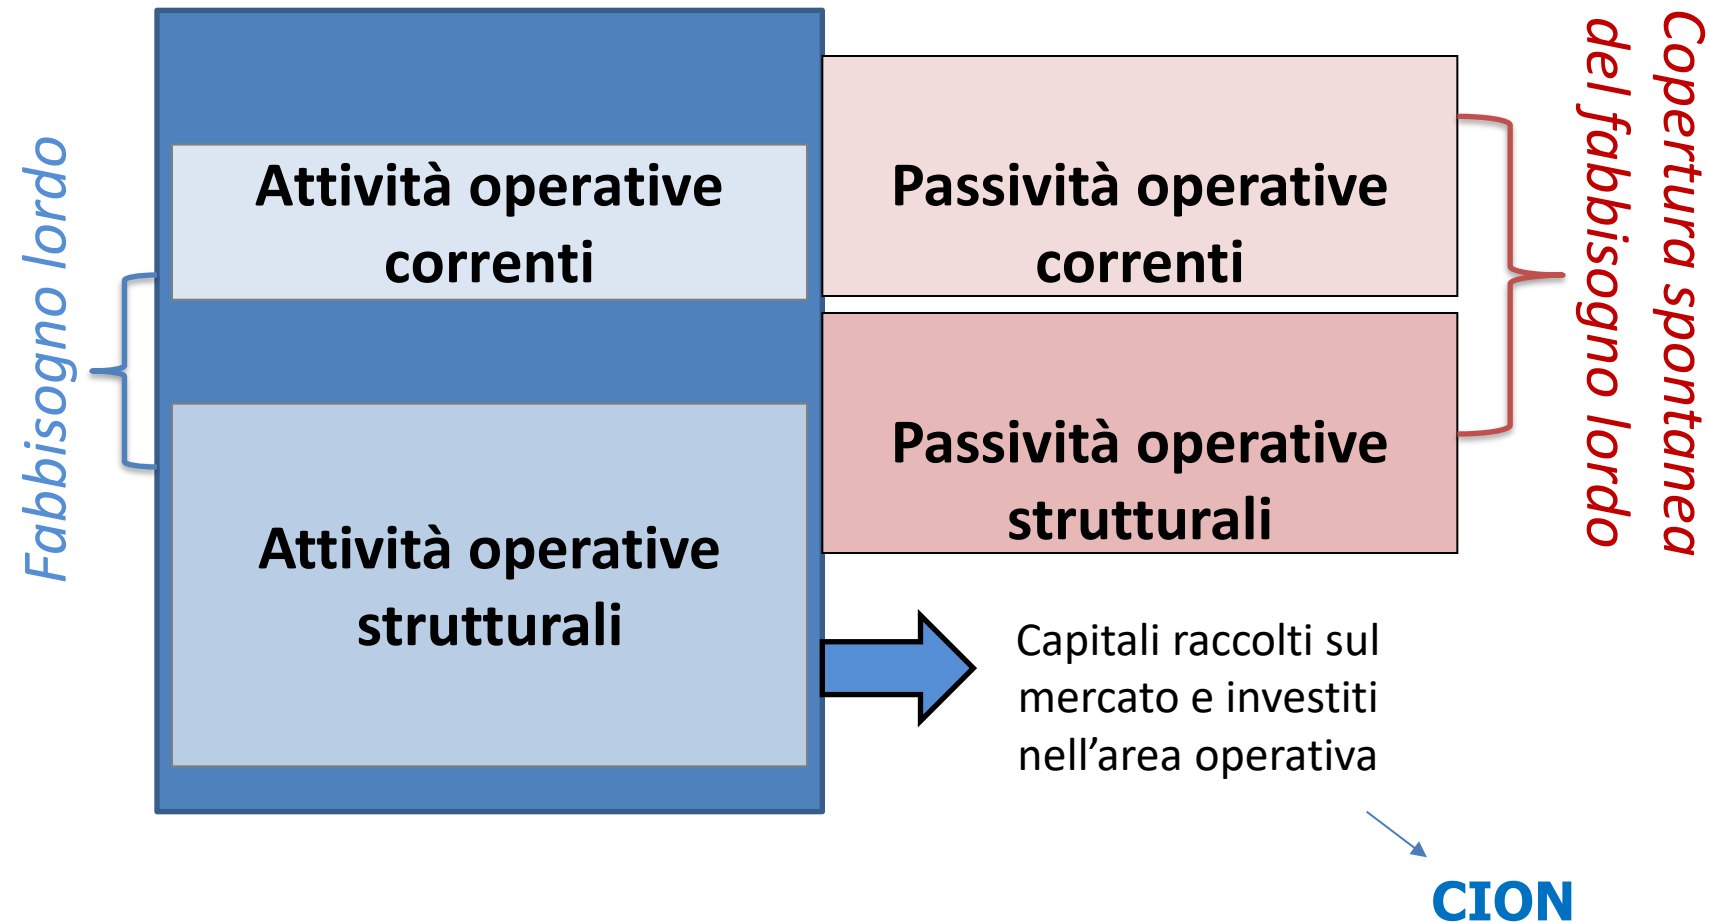 Fabbisogno lordo
Attività operative
correnti
Attività operative
strutturali
Passività operative
correnti
Passività operative
strutturali
Copertura spontanea
del fabbisogno lordo
Capitali raccolti sul
mercato e investiti
nell’area operativa
CION